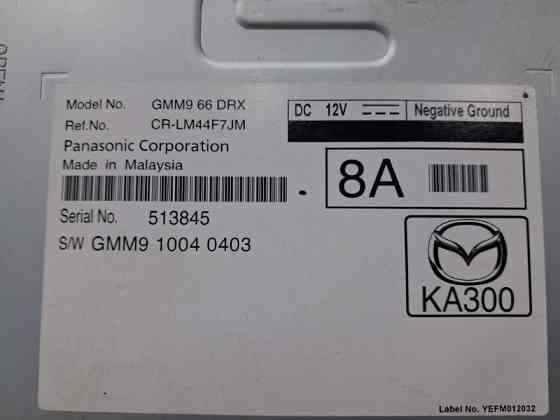 OPEN
Model No. GMM9 66 DRX
Ref.No. CR-LM44F7JM
Panasonic Corporation
Made in Malaysia
Serial No. 513845
S/W GMM9 1004 0403
DC 12V Negative Ground
8A
KA300
Label No. YEFM012032